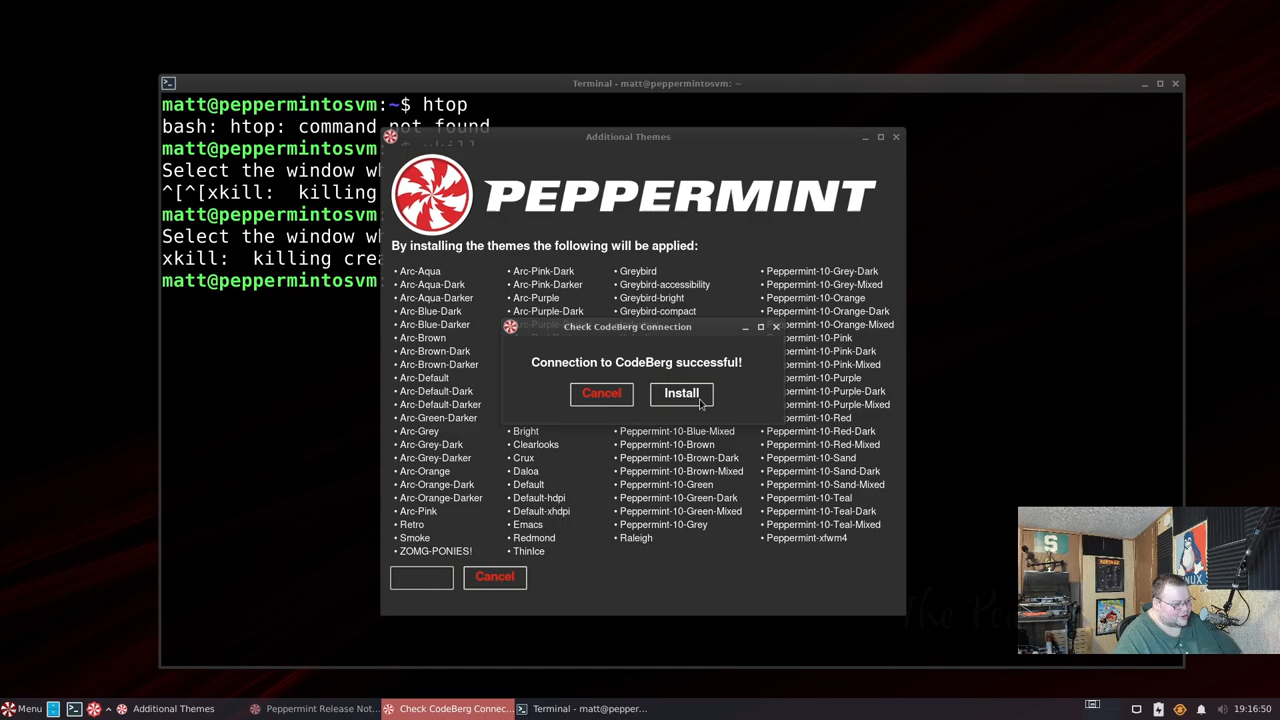 Terminal - matt@peppermintosvm: ~
matt@peppermintosvm:~$ htop
bash: htop: command not found
matt@peppermintosvm:~$ xkill
Select the window wh
^[^[xkill:  killing
matt@peppermintosvm
Select the window wh
xkill:  killing crea
matt@peppermintosvm:
Additional Themes
PEPPERMINT
By installing the themes the following will be applied:
• Arc-Aqua
• Arc-Aqua-Dark
• Arc-Aqua-Darker
• Arc-Blue-Dark
• Arc-Blue-Darker
• Arc-Brown
• Arc-Brown-Dark
• Arc-Brown-Darker
• Arc-Default
• Arc-Default-Dark
• Arc-Default-Darker
• Arc-Green-Darker
• Arc-Grey
• Arc-Grey-Dark
• Arc-Grey-Darker
• Arc-Orange
• Arc-Orange-Dark
• Arc-Orange-Darker
• Arc-Pink
• Retro
• Smoke
• ZOMG-PONIES!
• Arc-Pink-Dark
• Arc-Pink-Darker
• Arc-Purple
• Arc-Purple-Dark
• Bright
• Clearlooks
• Crux
• Daloa
• Default
• Default-hdpi
• Default-xhdpi
• Emacs
• Redmond
• ThinIce
• Greybird
• Greybird-accessibility
• Greybird-bright
• Greybird-compact
• Peppermint-10-Blue-Mixed
• Peppermint-10-Brown
• Peppermint-10-Brown-Dark
• Peppermint-10-Brown-Mixed
• Peppermint-10-Green
• Peppermint-10-Green-Dark
• Peppermint-10-Green-Mixed
• Peppermint-10-Grey
• Raleigh
• Peppermint-10-Grey-Dark
• Peppermint-10-Grey-Mixed
• Peppermint-10-Orange
• Peppermint-10-Orange-Dark
ppermint-10-Orange-Mixed
ppermint-10-Pink
ppermint-10-Pink-Dark
ppermint-10-Pink-Mixed
ppermint-10-Purple
ppermint-10-Purple-Dark
ppermint-10-Purple-Mixed
ppermint-10-Red
• Peppermint-10-Red-Dark
• Peppermint-10-Red-Mixed
• Peppermint-10-Sand
• Peppermint-10-Sand-Dark
• Peppermint-10-Sand-Mixed
• Peppermint-10-Teal
• Peppermint-10-Teal-Dark
• Peppermint-10-Teal-Mixed
• Peppermint-xfwm4
Check CodeBerg Connection
Connection to CodeBerg successful!
Cancel
Install
Cancel
The Pe
S
Menu
Additional Themes
Peppermint Release Not...
Check CodeBerg Connec...
Terminal - matt@pepper...
19:16:50